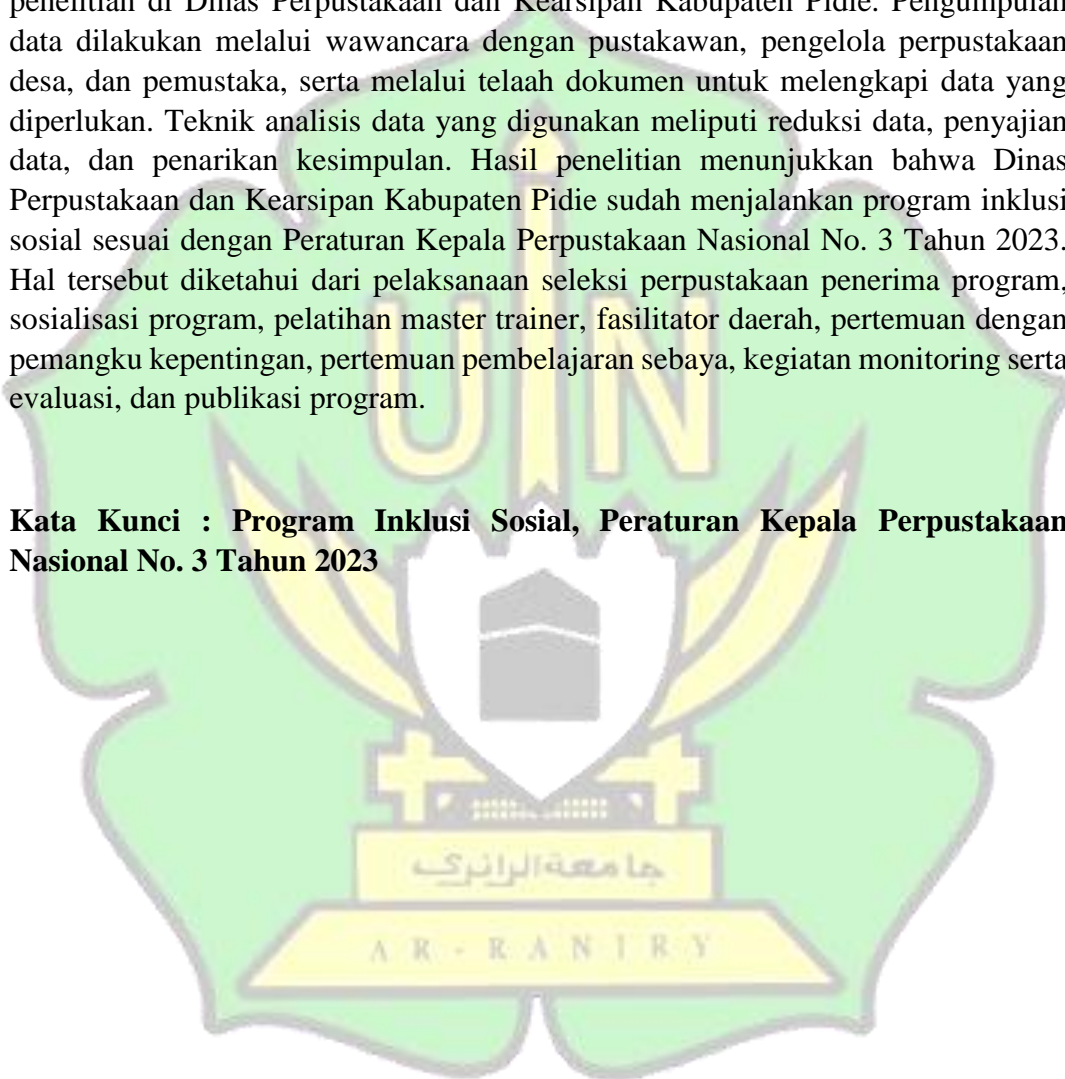 penelitian di Dinas Perpustakaan dan Kearsipan Kabupaten Pidie. Pengumpulan
data dilakukan melalui wawancara dengan pustakawan, pengelola perpustakaan
desa, dan pemustaka, serta melalui telaah dokumen untuk melengkapi data yang
diperlukan. Teknik analisis data yang digunakan meliputi reduksi data, penyajian
data, dan penarikan kesimpulan. Hasil penelitian menunjukkan bahwa Dinas
Perpustakaan dan Kearsipan Kabupaten Pidie sudah menjalankan program inklusi
sosial sesuai dengan Peraturan Kepala Perpustakaan Nasional No. 3 Tahun 2023.
Hal tersebut diketahui dari pelaksanaan seleksi perpustakaan penerima program,
sosialisasi program, pelatihan master trainer, fasilitator daerah, pertemuan dengan
pemangku kepentingan, pertemuan pembelajaran sebaya, kegiatan monitoring serta
evaluasi, dan publikasi program.
UIN
Kata Kunci : Program Inklusi Sosial, Peraturan Kepala Perpustakaan
Nasional No. 3 Tahun 2023
جامعة الرانري
AR-RANIRY